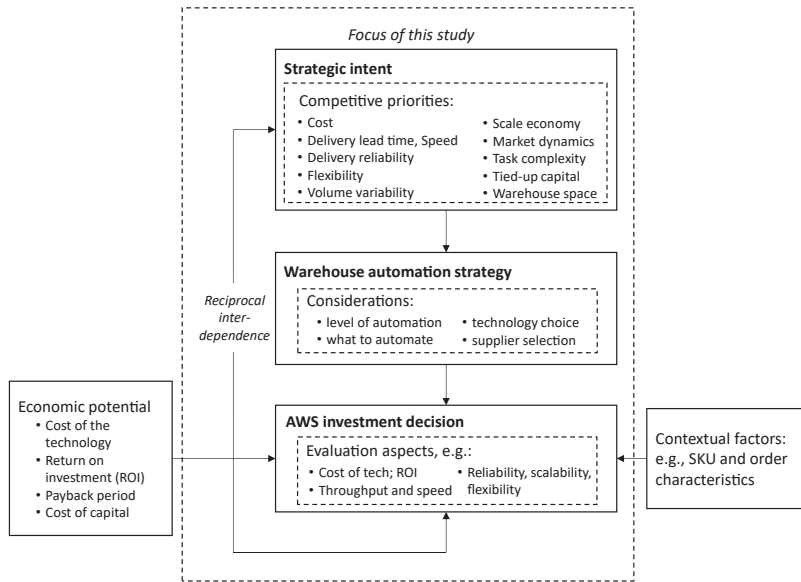 Focus of this study
Strategic intent
Competitive priorities:
• Cost
• Delivery lead time, Speed
• Delivery reliability
• Flexibility
• Volume variability
• Scale economy
• Market dynamics
• Task complexity
• Tied-up capital
• Warehouse space
Warehouse automation strategy
Considerations:
• level of automation
• what to automate
• technology choice
• supplier selection
Reciprocal
inter-
dependence
Economic potential
• Cost of the
technology
• Return on
investment (ROI)
• Payback period
• Cost of capital
AWS investment decision
Evaluation aspects, e.g.:
• Cost of tech; ROI
• Throughput and speed
• Reliability, scalability,
flexibility
Contextual factors:
e.g., SKU and order
characteristics